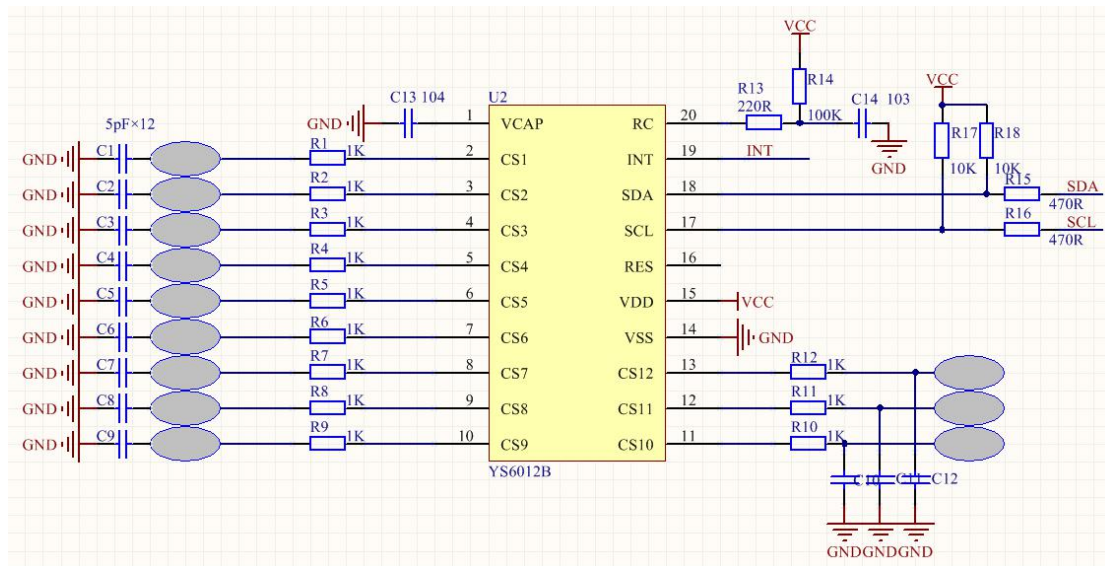 VCC
C13 104
U2
R13
220R
R14
100K
C14 103
VCC
5pF×12
GND
1
VCAP
RC
20
R17
10K
R18
10K
GND
GND
C1
R1
1K
2
CS1
INT
19
INT
GND
C2
R2
1K
3
CS2
SDA
18
R15
470R
SDA
GND
C3
R3
1K
4
CS3
SCL
17
R16
470R
SCL
GND
C4
R4
1K
5
CS4
RES
16
GND
C5
R5
1K
6
CS5
VDD
15
VCC
GND
C6
R6
1K
7
CS6
VSS
14
GND
GND
C7
R7
1K
8
CS7
CS12
13
R12
1K
GND
C8
R8
1K
9
CS8
CS11
12
R11
1K
GND
C9
R9
1K
10
CS9
CS10
11
R10
1K
YS6012B
C10
C11
C12
GND
GND
GND